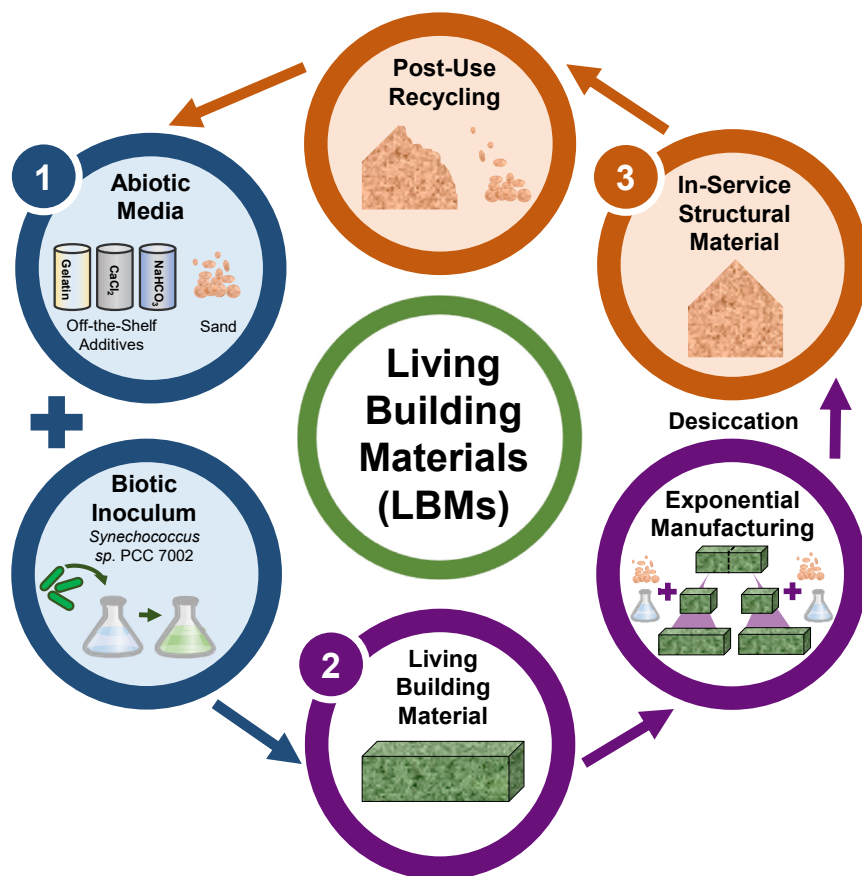 Post-Use
Recycling
1
Abiotic
Media
Gelatin
CaCl₂
NaHCO₃
Off-the-Shelf
Additives
Sand
3
In-Service
Structural
Material
Living
Building
Materials
(LBMs)
Desiccation
Biotic
Inoculum
Synechococcus
sp. PCC 7002
Exponential
Manufacturing
2
Living
Building
Material